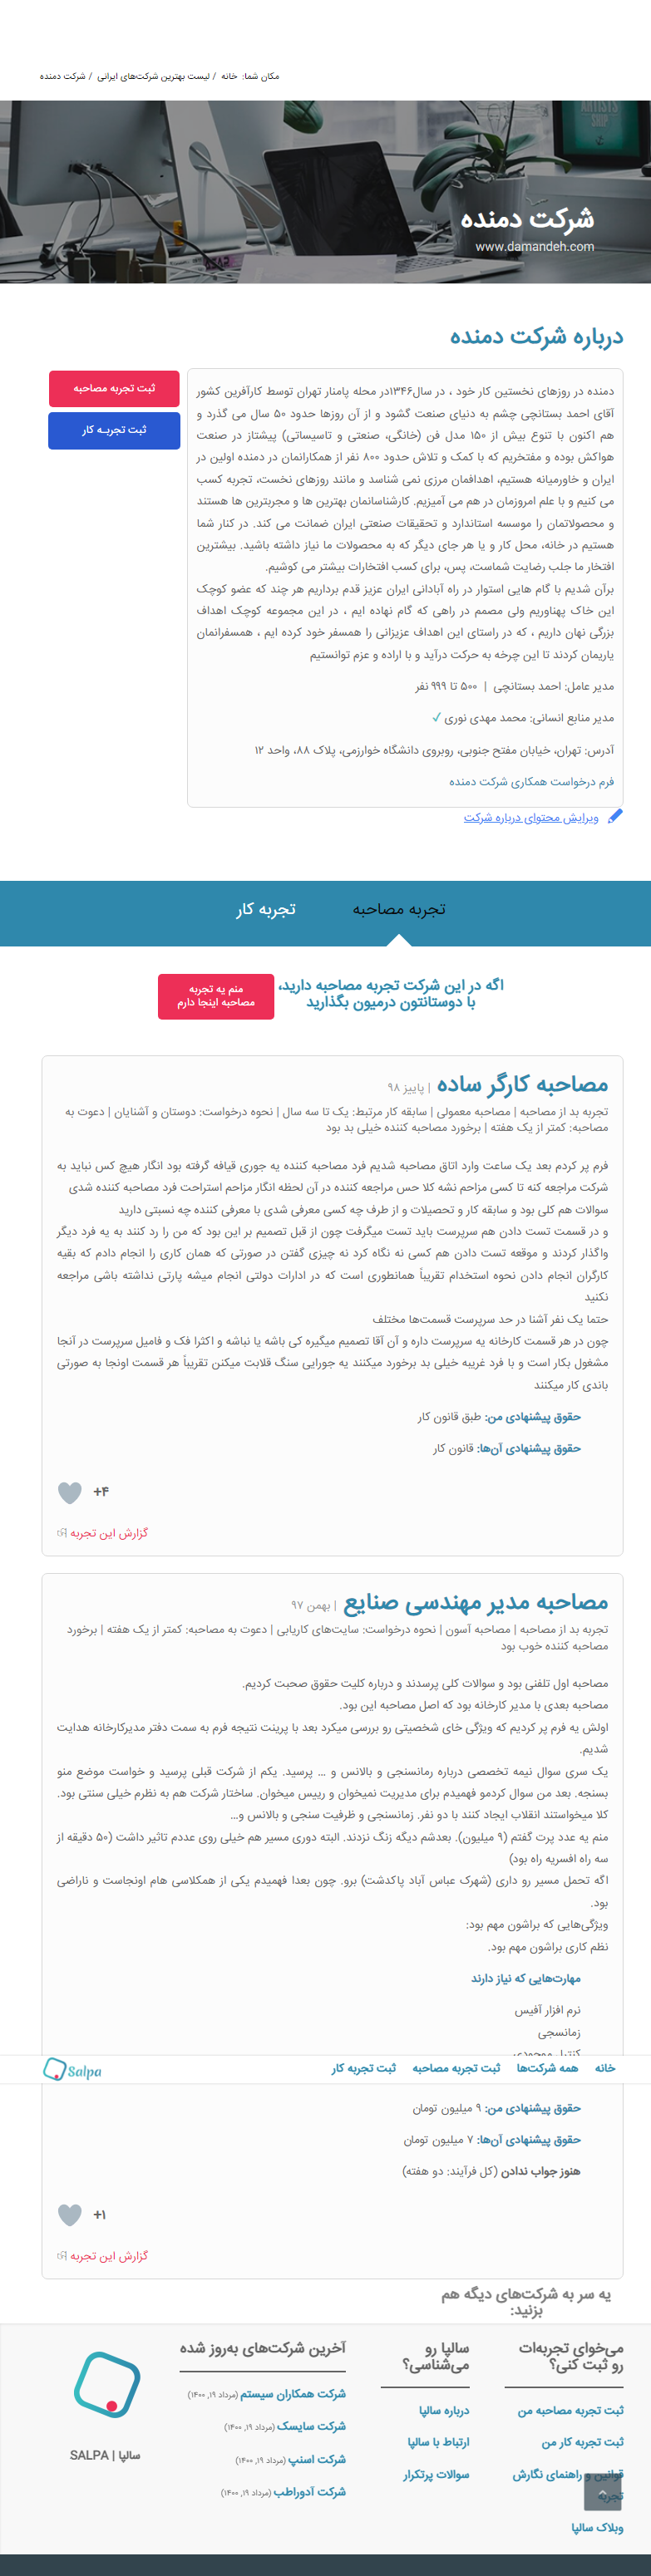 مکان شما: خانه / لیست بهترین شرکت‌های ایرانی / شرکت دمنده
شرکت دمنده
www.damandeh.com
درباره شرکت دمنده
ثبت تجربه مصاحبه
ثبت تجربـه کار
دمنده در روزهای نخستین کار خود ، در سال۱۳۴۶در محله پامنار تهران توسط کارآفرین کشور
آقای احمد بستانچی چشم به دنیای صنعت گشود و از آن روزها حدود ۵۰ سال می گذرد و
هم اکنون با تنوع بیش از ۱۵۰ مدل فن (خانگی، صنعتی و تاسیساتی) پیشتاز در صنعت
هواکش بوده و مفتخریم که با کمک و تلاش حدود ۸۰۰ نفر از همکارانمان در دمنده اولین در
ایران و خاورمیانه هستیم، اهدافمان مرزی نمی شناسد و مانند روزهای نخست، تجربه کسب
می کنیم و با علم امروزمان در هم می آمیزیم. کارشناسانمان بهترین ها و مجربترین ها هستند
و محصولاتمان را موسسه استاندارد و تحقیقات صنعتی ایران ضمانت می کند. در کنار شما
هستیم در خانه، محل کار و یا هر جای دیگر که به محصولات ما نیاز داشته باشید. بیشترین
افتخار ما جلب رضایت شماست، پس، برای کسب افتخارات بیشتر می کوشیم.
برآن شدیم با گام هایی استوار در راه آبادانی ایران عزیز قدم برداریم هر چند که عضو کوچک
این خاک پهناوریم ولی مصمم در راهی که گام نهاده ایم ، در این مجموعه کوچک اهداف
بزرگی نهان داریم ، که در راستای این اهداف عزیزانی را همسفر خود کرده ایم ، همسفرانمان
یاریمان کردند تا این چرخه به حرکت درآید و با اراده و عزم توانستیم
مدیر عامل: احمد بستانچی | ۵۰۰ تا ۹۹۹ نفر
مدیر منابع انسانی: محمد مهدی نوری ✓
آدرس: تهران، خیابان مفتح جنوبی، روبروی دانشگاه خوارزمی، پلاک ۸۸، واحد ۱۲
فرم درخواست همکاری شرکت دمنده
ویرایش محتوای درباره شرکت
تجربه مصاحبه
تجربه کار
اگه در این شرکت تجربه مصاحبه دارید،
با دوستانتون درمیون بگذارید
منم یه تجربه
مصاحبه اینجا دارم
مصاحبه کارگر ساده | پاییز ۹۸
تجربه بد از مصاحبه | مصاحبه معمولی | سابقه کار مرتبط: یک تا سه سال | نحوه درخواست: دوستان و آشنایان | دعوت به
مصاحبه: کمتر از یک هفته | برخورد مصاحبه کننده خیلی بد بود
فرم پر کردم بعد یک ساعت وارد اتاق مصاحبه شدیم فرد مصاحبه کننده یه جوری قیافه گرفته بود انگار هیچ کس نباید به
شرکت مراجعه کنه تا کسی مزاحم نشه کلا حس مراجعه کننده در آن لحظه انگار مزاحم استراحت فرد مصاحبه کننده شدی
سوالات هم کلی بود و سابقه کار و تحصیلات و از طرف چه کسی معرفی شدی با معرفی کننده چه نسبتی دارید
و در قسمت تست دادن هم سرپرست باید تست میگرفت چون از قبل تصمیم بر این بود که من را رد کنند به یه فرد دیگر
واگذار کردند و موقعه تست دادن هم کسی نه نگاه کرد نه چیزی گفتن در صورتی که همان کاری را انجام دادم که بقیه
کارگران انجام دادن نحوه استخدام تقریباً همانطوری است که در ادارات دولتی انجام میشه پارتی نداشته باشی مراجعه
نکنید
حتما یک نفر آشنا در حد سرپرست قسمت‌ها مختلف
چون در هر قسمت کارخانه یه سرپرست داره و آن آقا تصمیم میگیره کی باشه یا نباشه و اکثرا فک و فامیل سرپرست در آنجا
مشغول بکار است و با فرد غریبه خیلی بد برخورد میکنند یه جورایی سنگ قلابت میکنن تقریباً هر قسمت اونجا به صورتی
باندی کار میکنند
حقوق پیشنهادی من: طبق قانون کار
حقوق پیشنهادی آن‌ها: قانون کار
+۴
گزارش این تجربه
مصاحبه مدیر مهندسی صنایع | بهمن ۹۷
تجربه بد از مصاحبه | مصاحبه آسون | نحوه درخواست: سایت‌های کاریابی | دعوت به مصاحبه: کمتر از یک هفته | برخورد
مصاحبه کننده خوب بود
مصاحبه اول تلفنی بود و سوالات کلی پرسدند و درباره کلیت حقوق صحبت کردیم.
مصاحبه بعدی با مدیر کارخانه بود که اصل مصاحبه این بود.
اولش یه فرم پر کردیم که ویژگی خای شخصیتی رو بررسی میکرد بعد با پرینت نتیجه فرم به سمت دفتر مدیرکارخانه هدایت
شدیم.
یک سری سوال نیمه تخصصی درباره رمانسنجی و بالانس و ... پرسید. یکم از شرکت قبلی پرسید و خواست موضع منو
بسنجه. بعد من سوال کردمو فهمیدم برای مدیریت نمیخوان و رییس میخوان. ساختار شرکت هم به نظرم خیلی سنتی بود.
کلا میخواستند انقلاب ایجاد کنند با دو نفر. زمانسنجی و ظرفیت سنجی و بالانس و...
منم یه عدد پرت گفتم (۹ میلیون). بعدشم دیگه زنگ نزدند. البته دوری مسیر هم خیلی روی عددم تاثیر داشت (۵۰ دقیقه از
سه راه افسریه راه بود)
اگه تحمل مسیر رو داری (شهرک عباس آباد پاکدشت) برو. چون بعدا فهمیدم یکی از همکلاسی هام اونجاست و ناراضی
بود.
ویژگی‌هایی که براشون مهم بود:
نظم کاری براشون مهم بود.
مهارت‌هایی که نیاز دارند
نرم افزار آفیس
زمانسجی
کنترل موجودی
خانه همه شرکت‌ها ثبت تجربه مصاحبه ثبت تجربه کار
Salpa
حقوق پیشنهادی من: ۹ میلیون تومان
حقوق پیشنهادی آن‌ها: ۷ میلیون تومان
هنوز جواب ندادن (کل فرآیند: دو هفته)
+۱
گزارش این تجربه
یه سر به شرکت‌های دیگه هم
بزنید:
می‌خوای تجربه‌ات
رو ثبت کنی؟
ثبت تجربه مصاحبه من
ثبت تجربه کار من
قوانین و راهنمای نگارش
تجربه
وبلاگ سالپا
سالپا رو
می‌شناسی؟
درباره سالپا
ارتباط با سالپا
سوالات پرتکرار
آخرین شرکت‌های به‌روز شده
شرکت همکاران سیستم (مرداد ۱۹, ۱۴۰۰)
شرکت سایسک (مرداد ۱۹, ۱۴۰۰)
شرکت اسنپ (مرداد ۱۹, ۱۴۰۰)
شرکت آدوراطب (مرداد ۱۹, ۱۴۰۰)
سالپا | SALPA